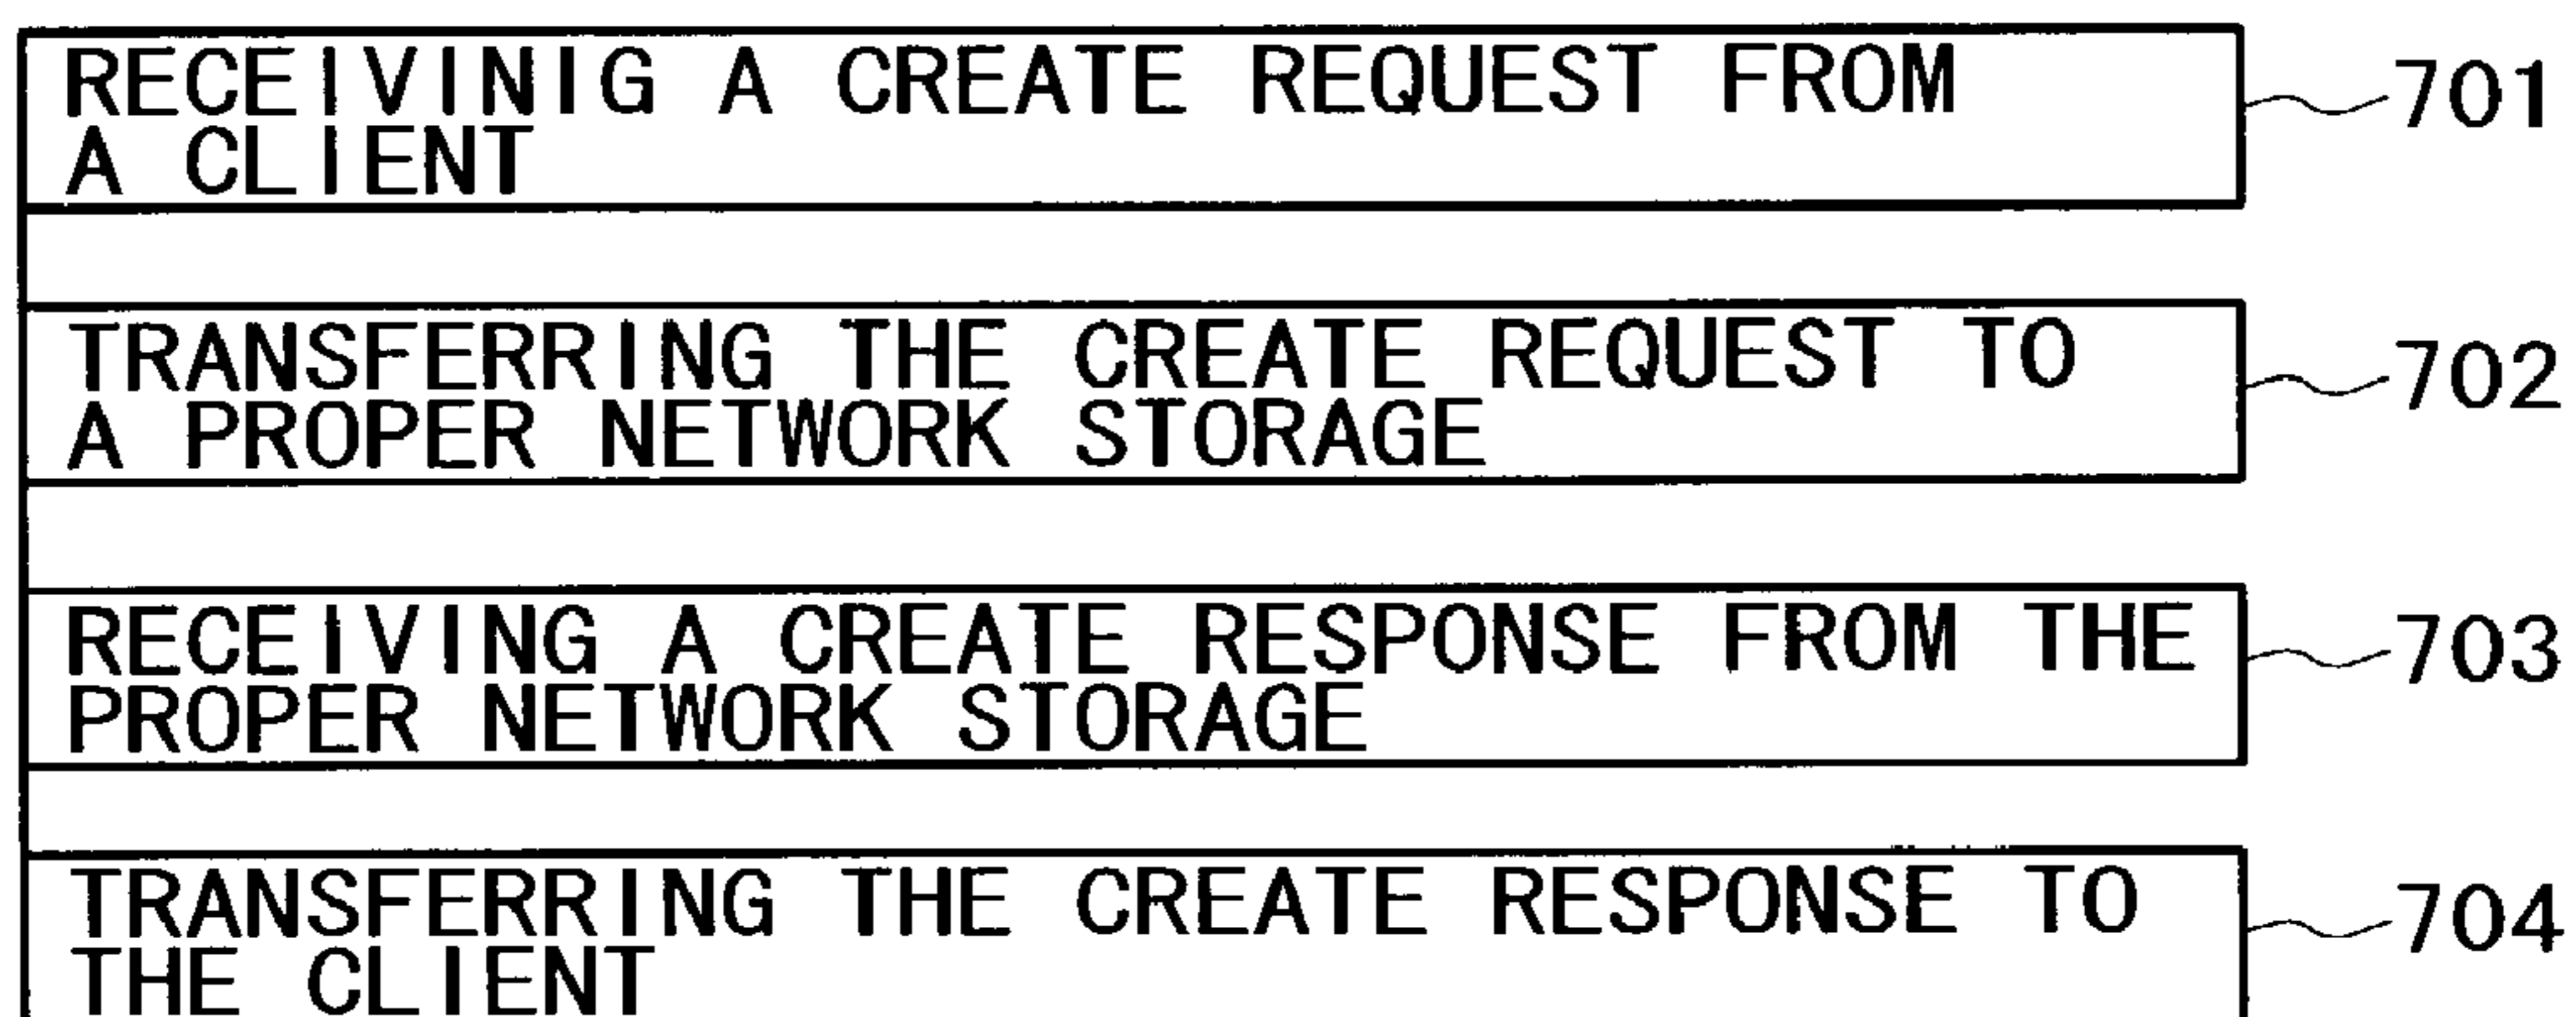 RECEIVINIG A CREATE REQUEST FROM
A CLIENT
701
TRANSFERRING THE CREATE REQUEST TO
A PROPER NETWORK STORAGE
702
RECEIVING A CREATE RESPONSE FROM THE
PROPER NETWORK STORAGE
703
TRANSFERRING THE CREATE RESPONSE TO
THE CLIENT
704